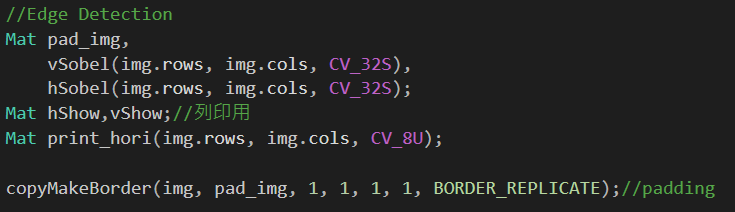 //Edge Detection
Mat pad_img,
    vSobel(img.rows, img.cols, CV_32S),
    hSobel(img.rows, img.cols, CV_32S);
Mat hShow,vShow;//列印用
Mat print_hori(img.rows, img.cols, CV_8U);

copyMakeBorder(img, pad_img, 1, 1, 1, 1, BORDER_REPLICATE);//padding